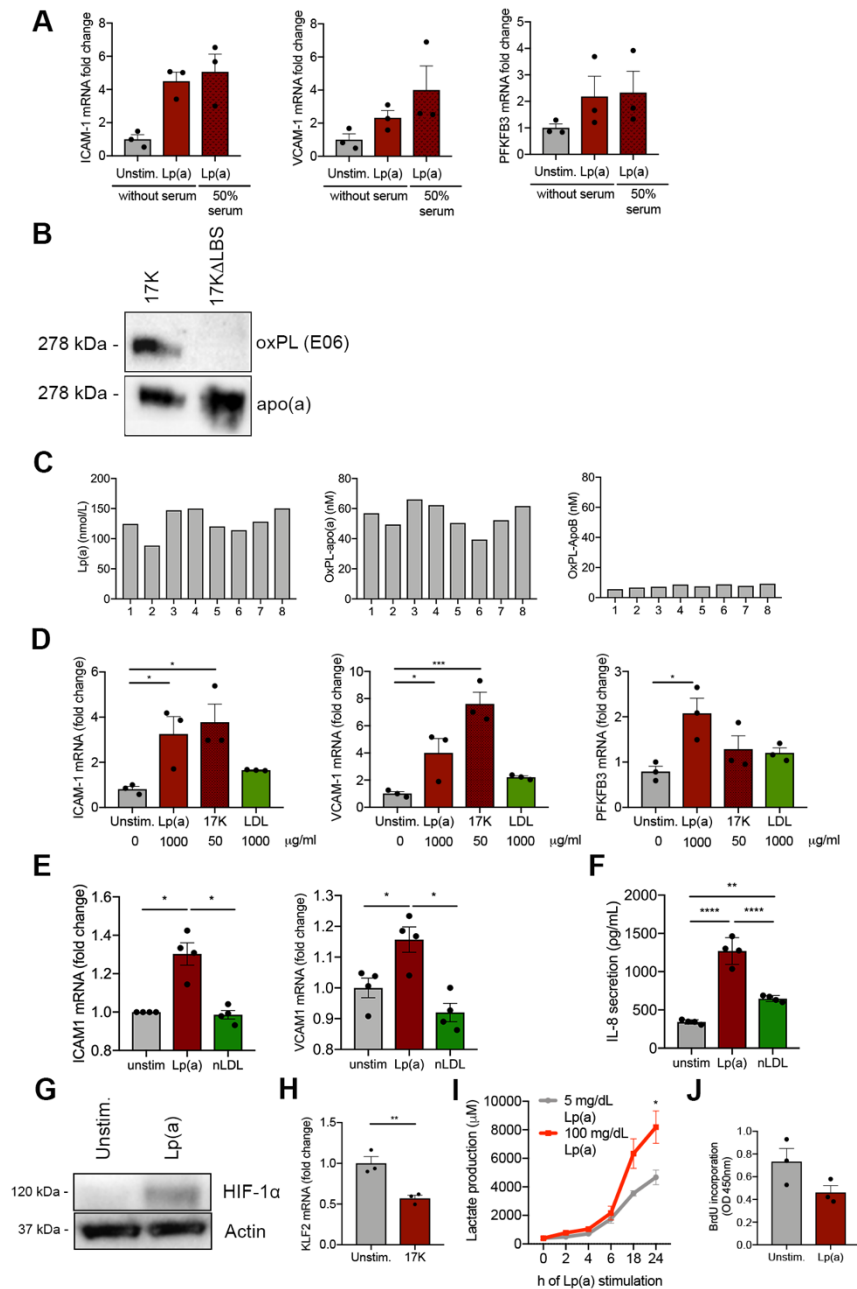 A
ICAM-1 mRNA fold change
8
6
4
2
0
Unstim. Lp(a) Lp(a)
without serum 50% serum
VCAM-1 mRNA fold change
8
6
4
2
0
Unstim. Lp(a) Lp(a)
without serum 50% serum
PFKFB3 mRNA fold change
6
5
4
3
2
1
0
Unstim. Lp(a) Lp(a)
without serum 50% serum
B
17K 17KΔLBS
278 kDa - oxPL (E06)
278 kDa - apo(a)
C
Lp(a) (nmol/L)
200
150
100
50
0
1 2 3 4 5 6 7 8
OxPL-apo(a) (nM)
80
60
40
20
0
1 2 3 4 5 6 7 8
OxPL-ApoB (nM)
80
60
40
20
0
1 2 3 4 5 6 7 8
D
ICAM-1 mRNA (fold change)
6
4
2
0
*
*
Unstim. Lp(a) 17K LDL
0 1000 50 1000 μg/ml
VCAM-1 mRNA (fold change)
10
8
6
4
2
0
***
*
Unstim. Lp(a) 17K LDL
0 1000 50 1000 μg/ml
PFKFB3 mRNA (fold change)
3
2
1
0
*
Unstim. Lp(a) 17K LDL
0 1000 50 1000 μg/ml
E
ICAM1 mRNA (fold change)
1.6
1.4
1.2
1.0
0.8
* *
unstim Lp(a) nLDL
VCAM1 mRNA (fold change)
1.3
1.2
1.1
1.0
0.9
0.8
* *
unstim Lp(a) nLDL
F
IL-8 secretion (pg/mL)
2000
1500
1000
500
0
**
**** ****
unstim Lp(a) nLDL
G
Unstim. Lp(a)
120 kDa - HIF-1α
37 kDa - Actin
H
KLF2 mRNA (fold change)
1.5
1.0
0.5
0.0
**
Unstim. 17K
I
Lactate production (μM)
10000
8000
6000
4000
2000
0
5 mg/dL
Lp(a)
100 mg/dL
Lp(a)
*
0 2 4 6 18 24
h of Lp(a) stimulation
J
BrdU incorporation
(OD 450nm)
1.0
0.8
0.6
0.4
0.2
0.0
Unstim. Lp(a)